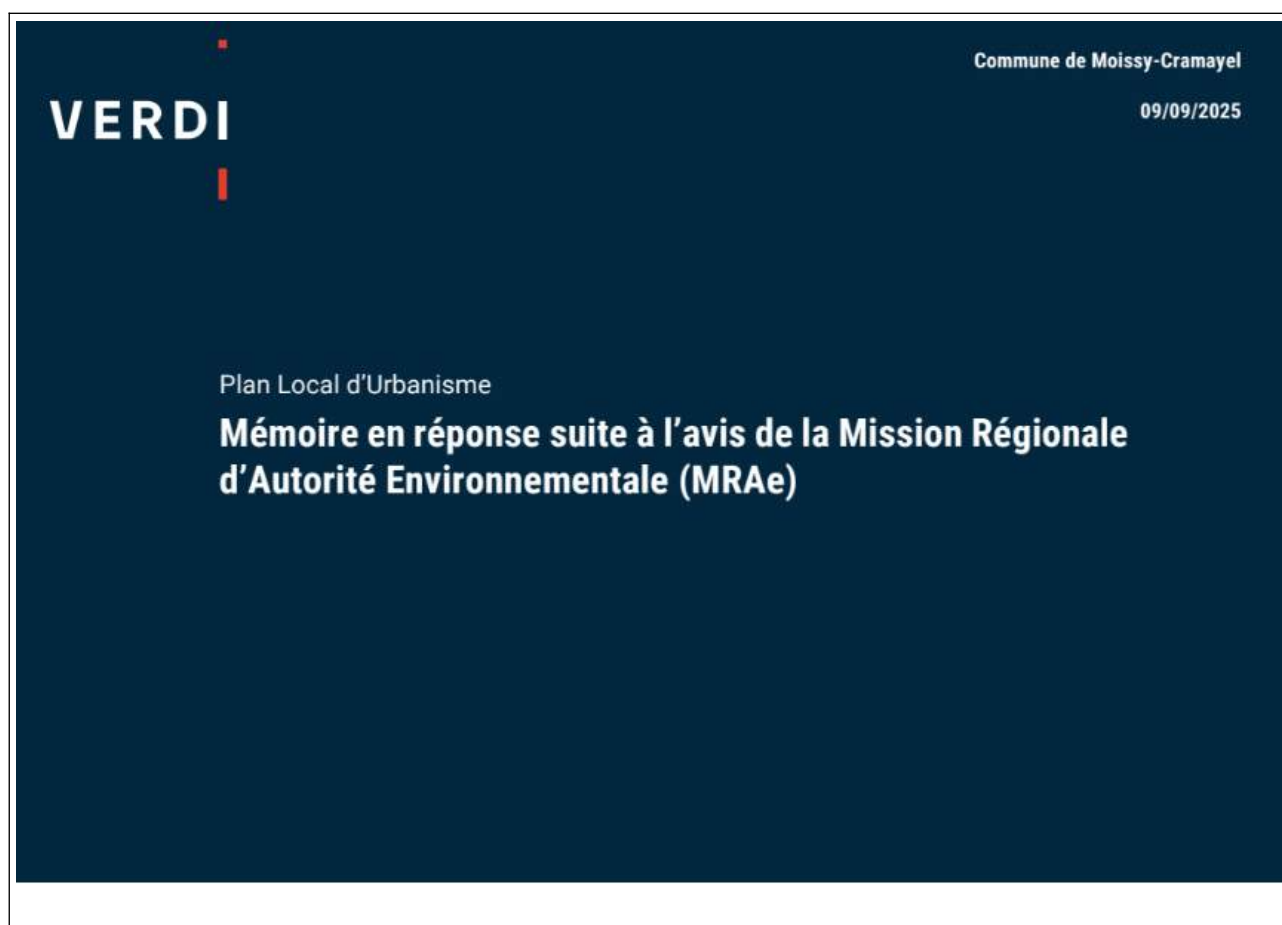 Commune de Moissy-Cramayel
VERDI
09/09/2025
Plan Local d'Urbanisme
Mémoire en réponse suite à l'avis de la Mission Régionale
d'Autorité Environnementale (MRAe)